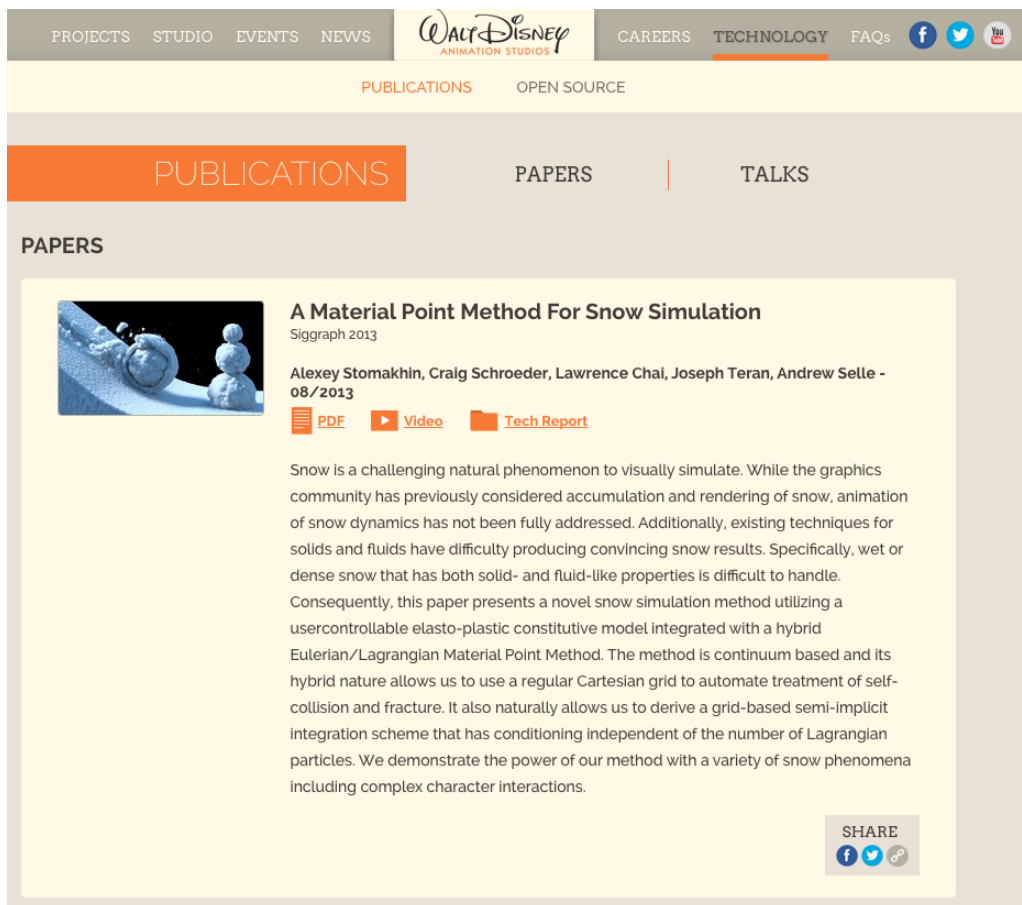 PROJECTS STUDIO EVENTS NEWS WALT DISNEY CAREERS TECHNOLOGY FAQs f You
ANIMATION STUDIOS Tube
PUBLICATIONS OPEN SOURCE
PUBLICATIONS PAPERS TALKS
PAPERS
A Material Point Method For Snow Simulation
Siggraph 2013
Alexey Stomakhin, Craig Schroeder, Lawrence Chai, Joseph Teran, Andrew Selle -
08/2013
PDF Video Tech Report
Snow is a challenging natural phenomenon to visually simulate. While the graphics
community has previously considered accumulation and rendering of snow, animation
of snow dynamics has not been fully addressed. Additionally, existing techniques for
solids and fluids have difficulty producing convincing snow results. Specifically, wet or
dense snow that has both solid- and fluid-like properties is difficult to handle.
Consequently, this paper presents a novel snow simulation method utilizing a
usercontrollable elasto-plastic constitutive model integrated with a hybrid
Eulerian/Lagrangian Material Point Method. The method is continuum based and its
hybrid nature allows us to use a regular Cartesian grid to automate treatment of self-
collision and fracture. It also naturally allows us to derive a grid-based semi-implicit
integration scheme that has conditioning independent of the number of Lagrangian
particles. We demonstrate the power of our method with a variety of snow phenomena
including complex character interactions.
SHARE
f